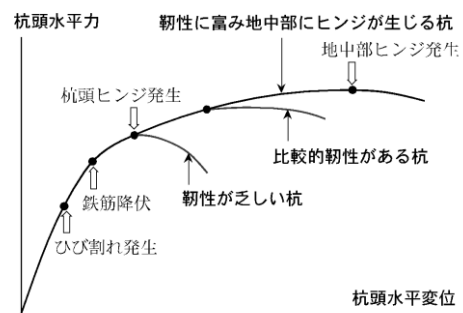 杭頭水平力
靭性に富み地中部にヒンジが生じる杭
地中部ヒンジ発生
杭頭ヒンジ発生
比較的靭性がある杭
鉄筋降伏
靭性が乏しい杭
ひび割れ発生
杭頭水平変位